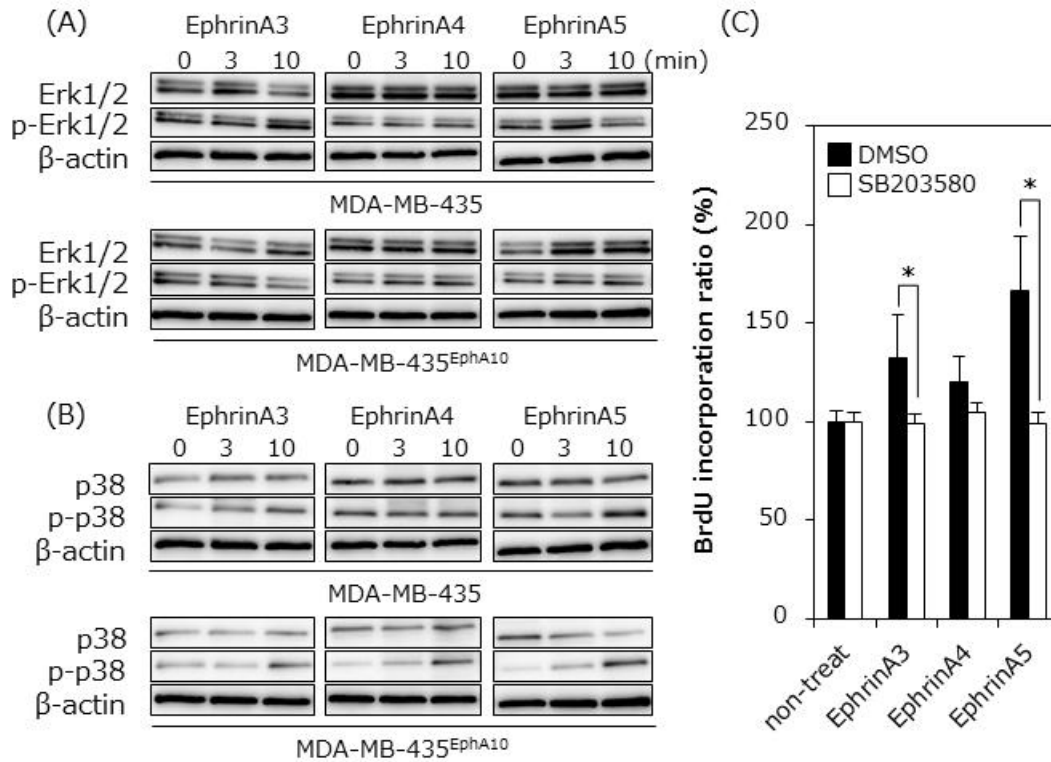 (A)
EphrinA3 EphrinA4 EphrinA5
0 3 10 0 3 10 0 3 10 (min)
Erk1/2
p-Erk1/2
β-actin
MDA-MB-435
Erk1/2
p-Erk1/2
β-actin
MDA-MB-435EphA10
(B)
EphrinA3 EphrinA4 EphrinA5
0 3 10 0 3 10 0 3 10
p38
p-p38
β-actin
MDA-MB-435
p38
p-p38
β-actin
MDA-MB-435EphA10
(C)
BrdU incorporation ratio (%)
250
200
150
100
50
0
DMSO
SB203580
*
*
non-treat
EphrinA3
EphrinA4
EphrinA5